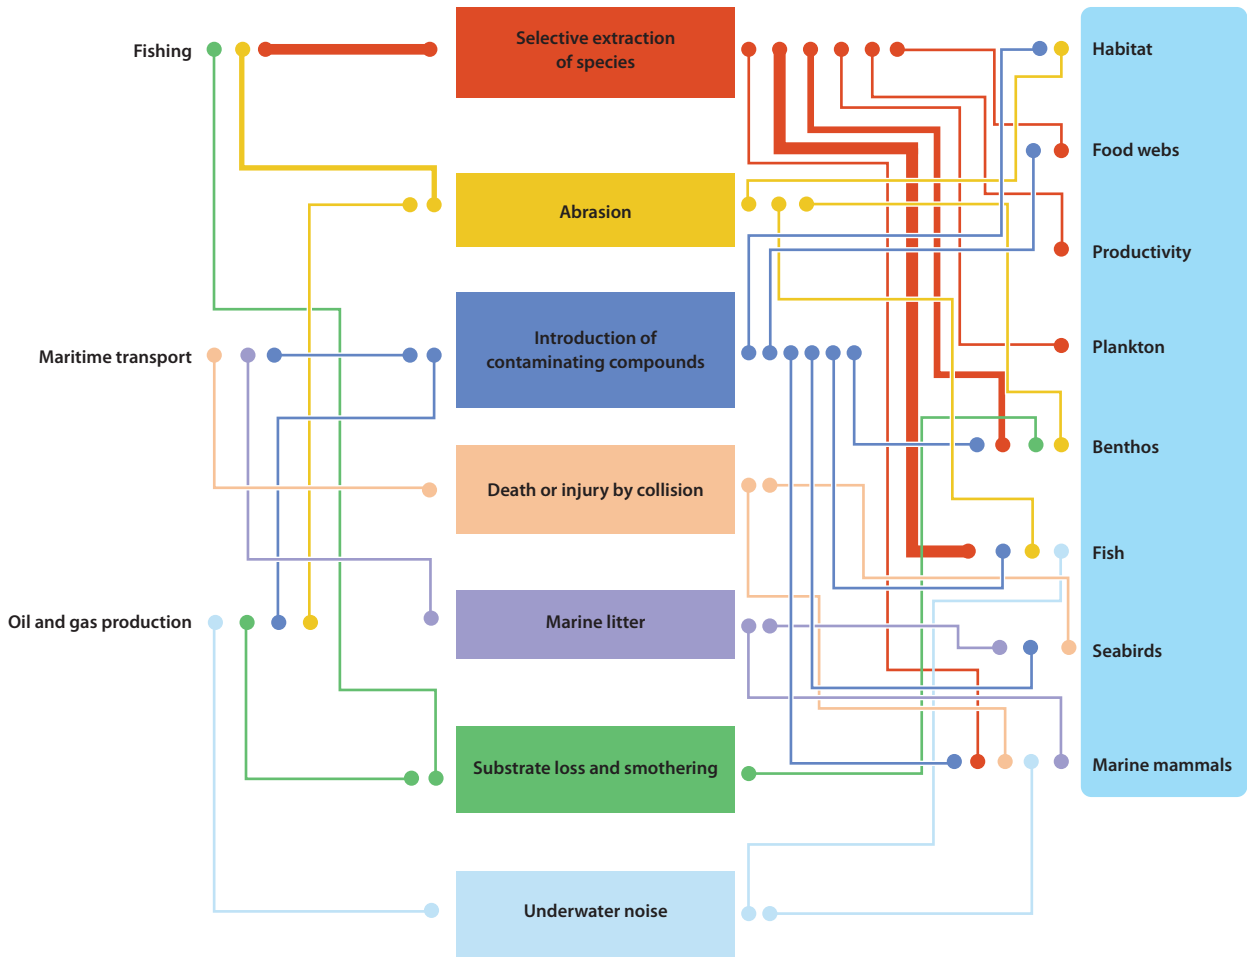 Fishing
Maritime transport
Oil and gas production
Selective extraction
of species
Abrasion
Introduction of
contaminating compounds
Death or injury by collision
Marine litter
Substrate loss and smothering
Underwater noise
Habitat
Food webs
Productivity
Plankton
Benthos
Fish
Seabirds
Marine mammals